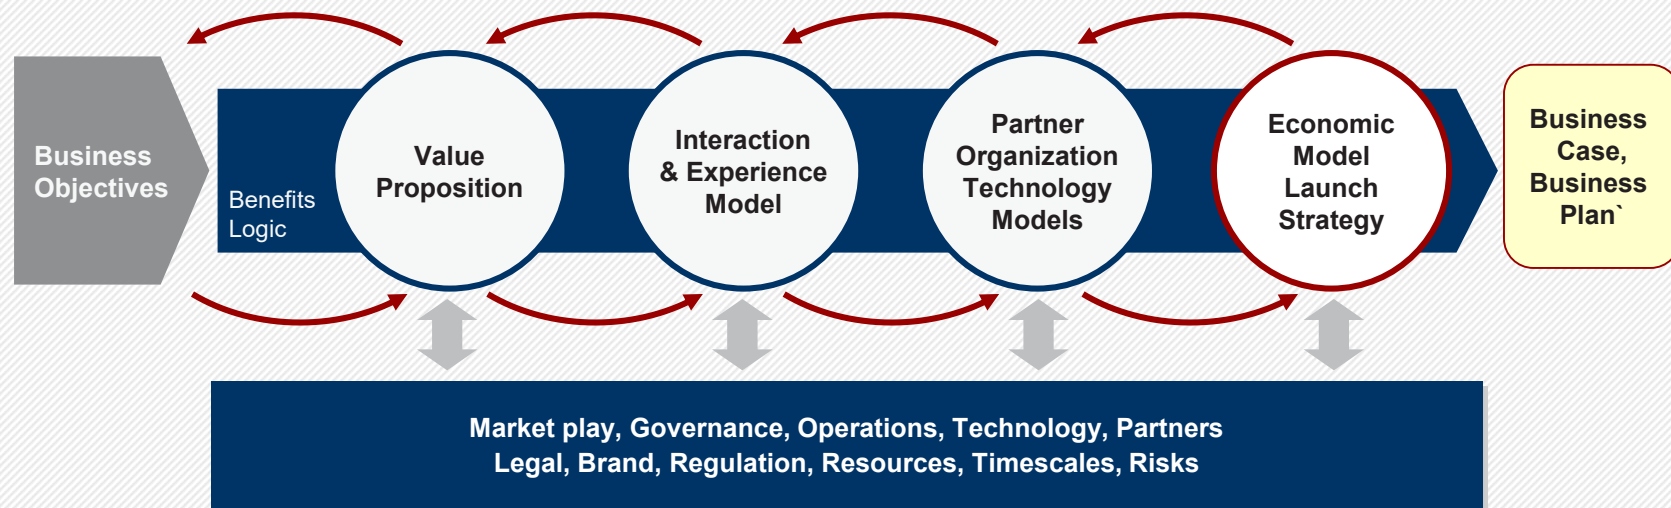 Business
Objectives
Benefits
Logic
Value
Proposition
Interaction
& Experience
Model
Partner
Organization
Technology
Models
Economic
Model
Launch
Strategy
Business
Case,
Business
Plan`
Market play, Governance, Operations, Technology, Partners
Legal, Brand, Regulation, Resources, Timescales, Risks